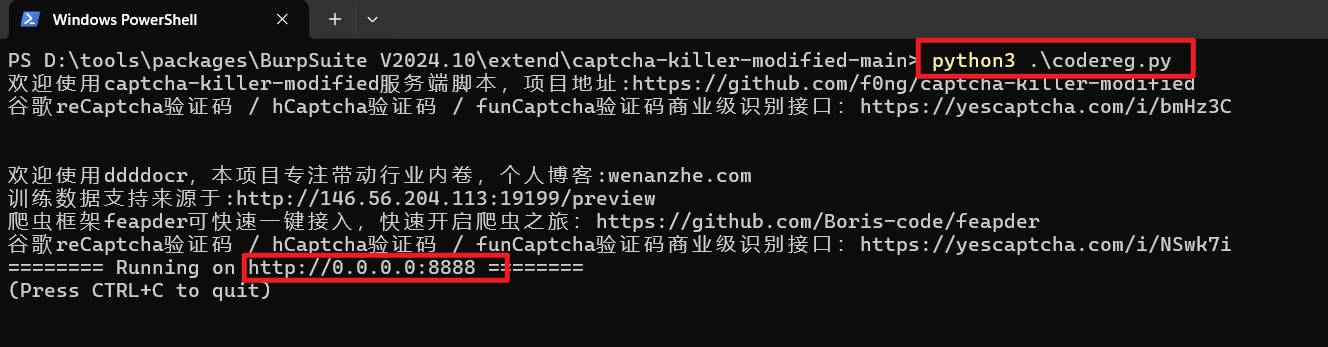 Windows PowerShell
PS D:\tools\packages\BurpSuite V2024.10\extend\captcha-killer-modified-main> python3 .\codereg.py
欢迎使用captcha-killer-modified服务端脚本，项目地址:https://github.com/f0ng/captcha-killer-modified
谷歌reCaptcha验证码 / hCaptcha验证码 / funCaptcha验证码商业级识别接口：https://yescaptcha.com/i/bmHz3C
欢迎使用ddddocr，本项目专注带动行业内卷，个人博客:wenanzhe.com
训练数据支持来源于:http://146.56.204.113:19199/preview
爬虫框架feapder可快速一键接入，快速开启爬虫之旅：https://github.com/Boris-code/feapder
谷歌reCaptcha验证码 / hCaptcha验证码 / funCaptcha验证码商业级识别接口：https://yescaptcha.com/i/NSwk7i
======== Running on http://0.0.0.0:8888 ========
(Press CTRL+C to quit)